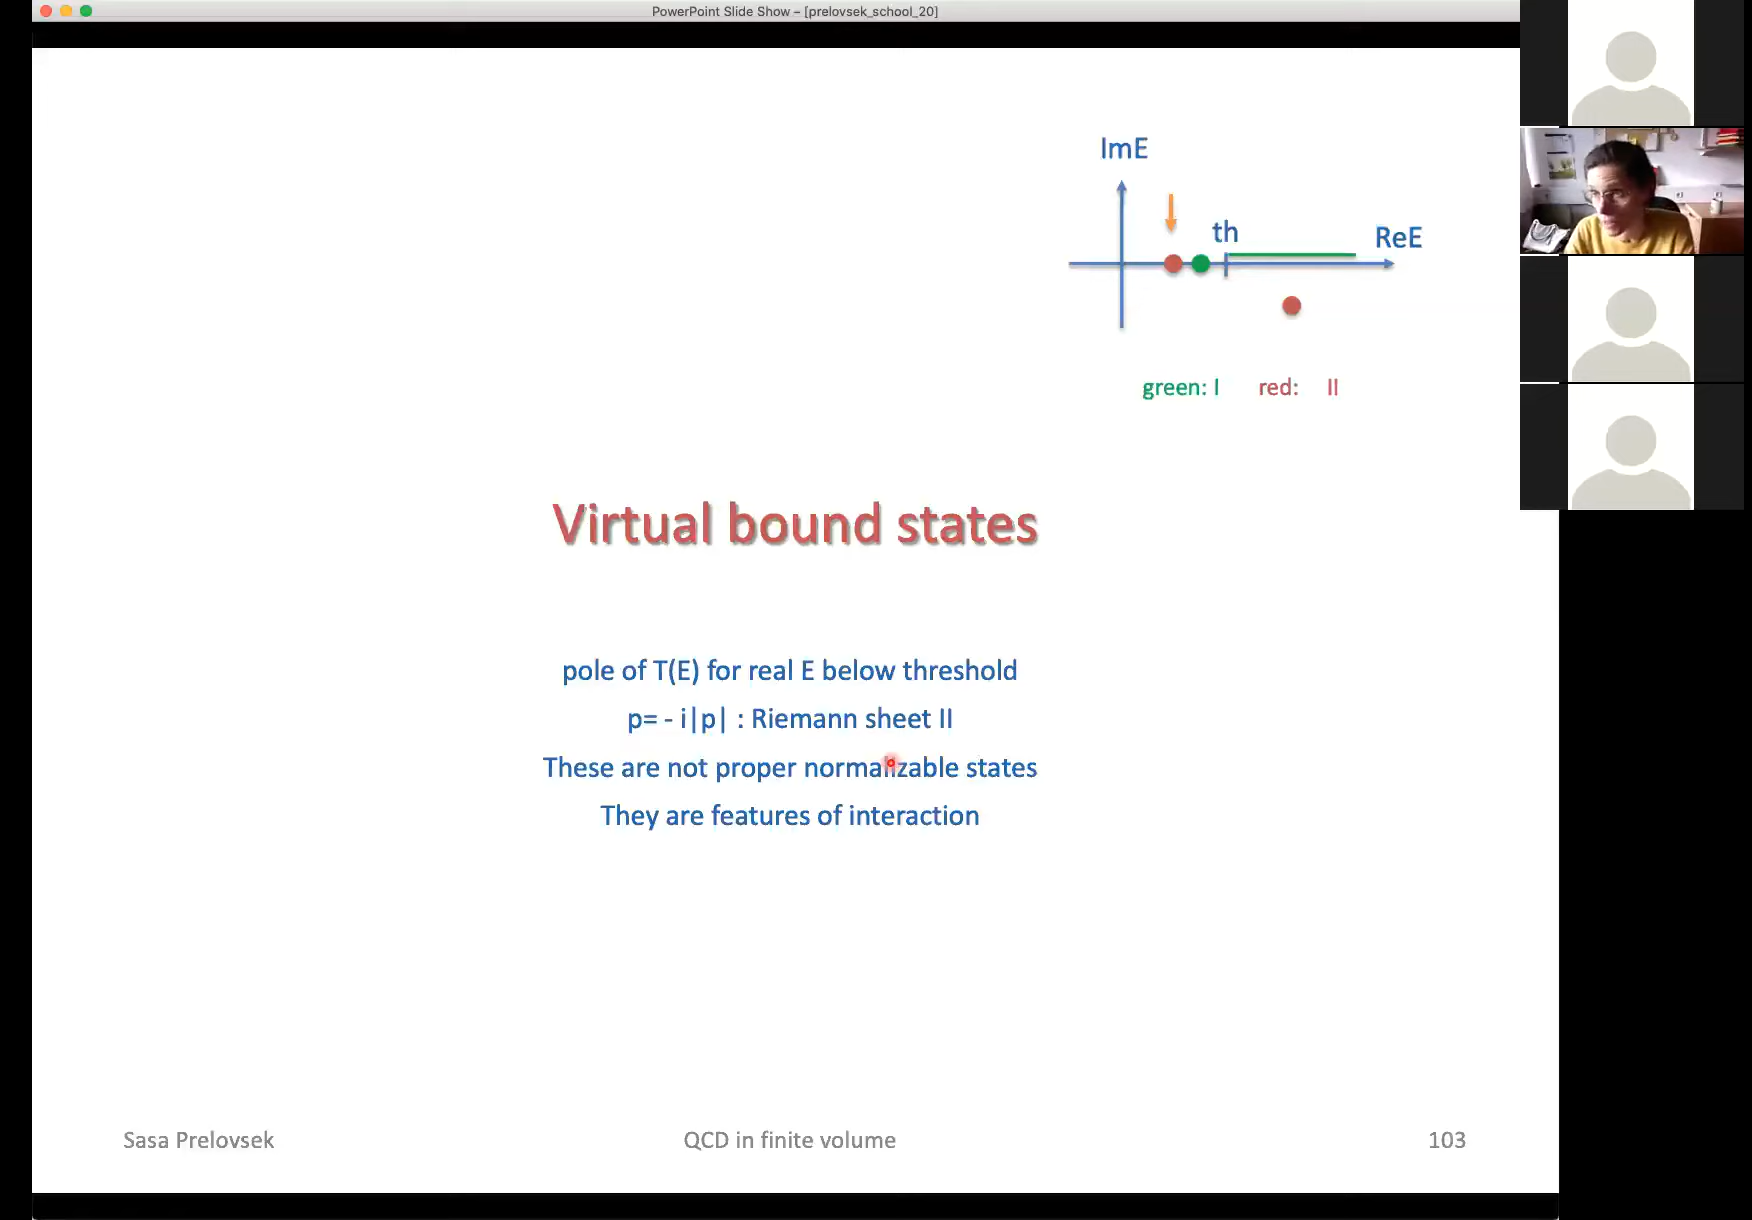 PowerPoint Slide Show – [prelovsek_school_20]
ImE
th
ReE
green: I red: II
Virtual bound states
pole of T(E) for real E below threshold
p= - i|p| : Riemann sheet II
These are not proper normalizable states
They are features of interaction
Sasa Prelovsek QCD in finite volume 103